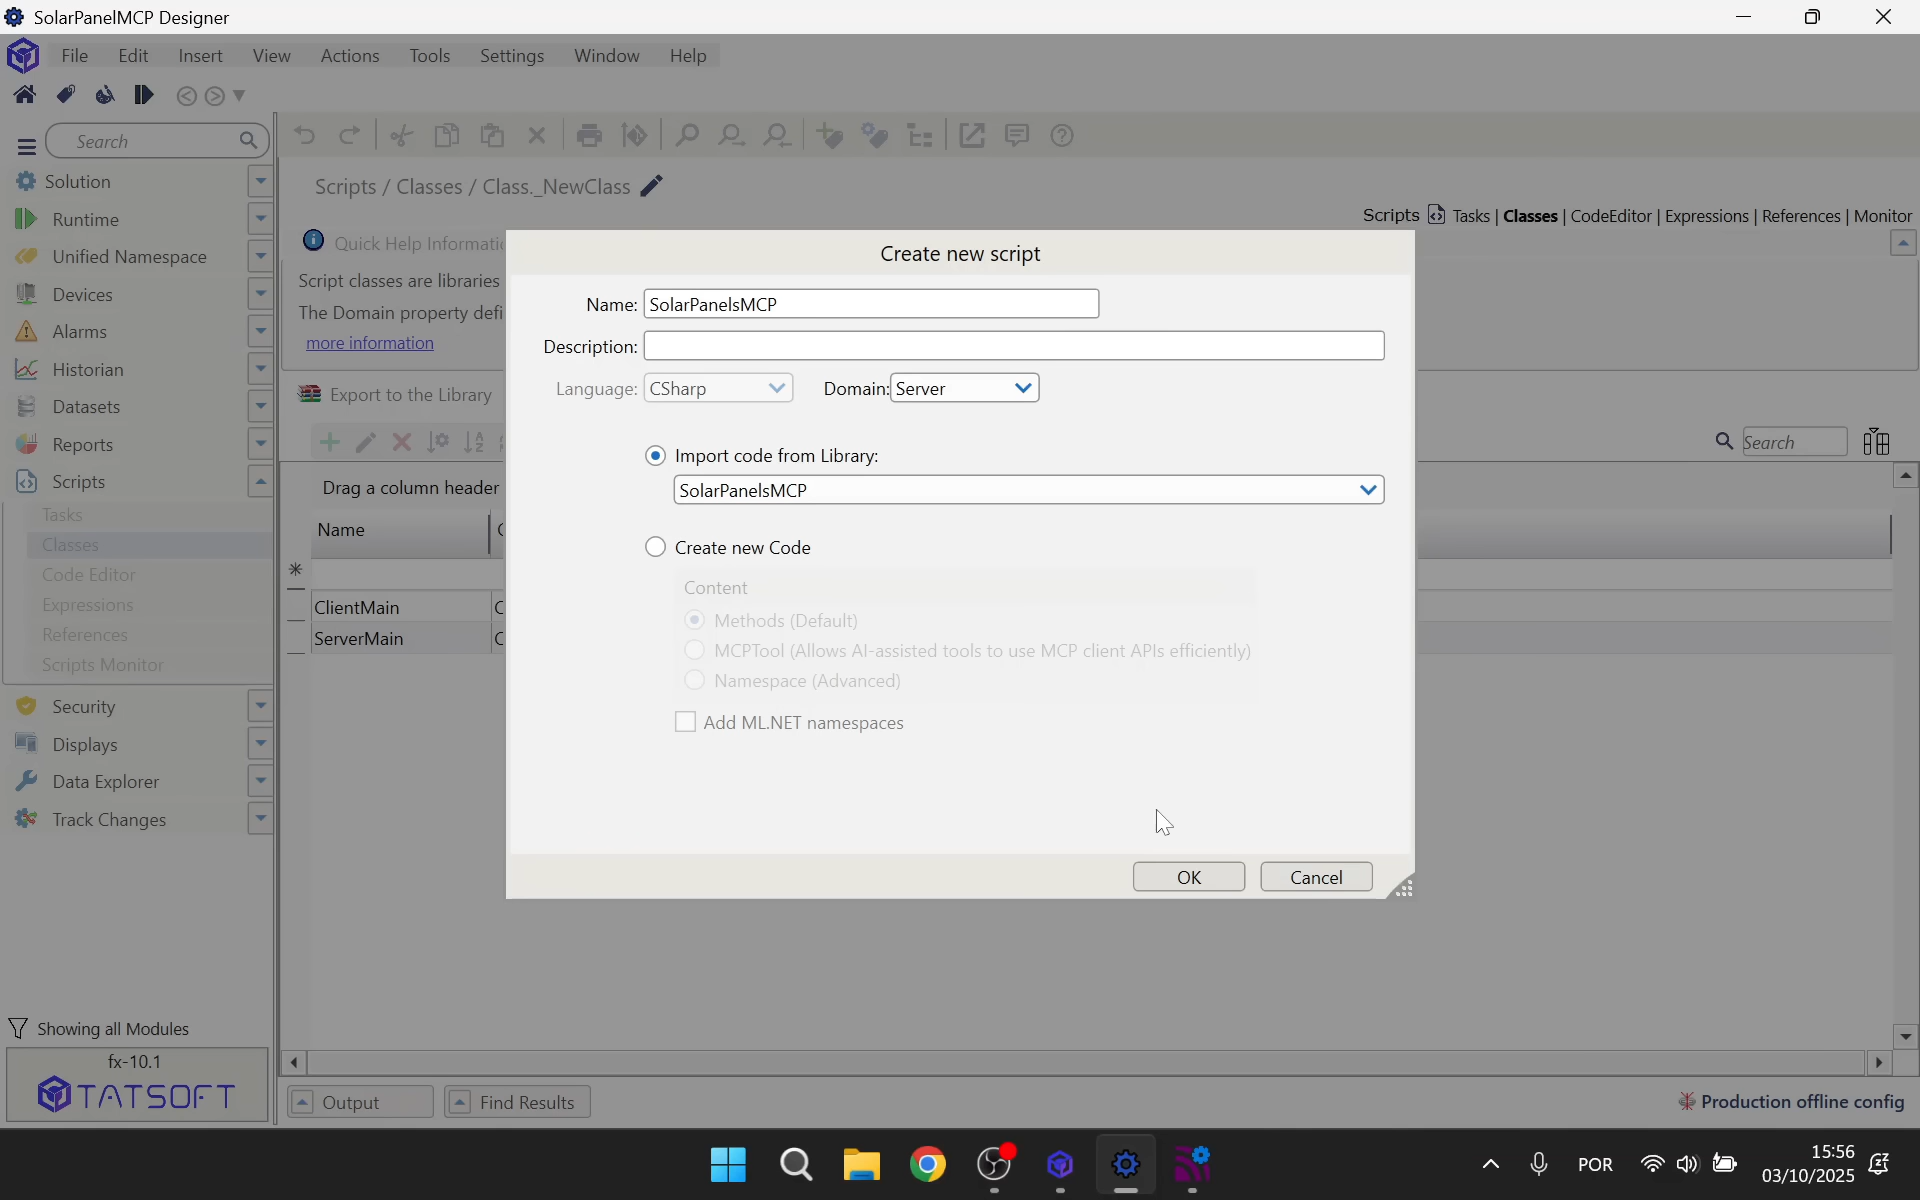 SolarPanelMCP Designer
File Edit Insert View Actions Tools Settings Window Help
Search
Solution
Runtime
Unified Namespace
Devices
Alarms
Historian
Datasets
Reports
Scripts
Tasks
Classes
Code Editor
Expressions
References
Scripts Monitor
Security
Displays
Data Explorer
Track Changes
Showing all Modules
fx-10.1
TATSOFT
Scripts / Classes / Class._NewClass
Scripts Tasks | Classes | CodeEditor | Expressions | References | Monitor
Quick Help
Script classes are libraries
The Domain property
more information
Export to the Library
Search
Drag a column header
Name
ClientMain
ServerMain
Create new script
Name: SolarPanelsMCP
Description:
Language: CSharp Domain: Server
Import code from Library:
SolarPanelsMCP
Create new Code
Content
Methods (Default)
MCPTool (Allows AI-assisted tools to use MCP client APIs efficiently)
Namespace (Advanced)
Add ML.NET namespaces
OK Cancel
Output Find Results
Production offline config
POR
15:56
03/10/2025